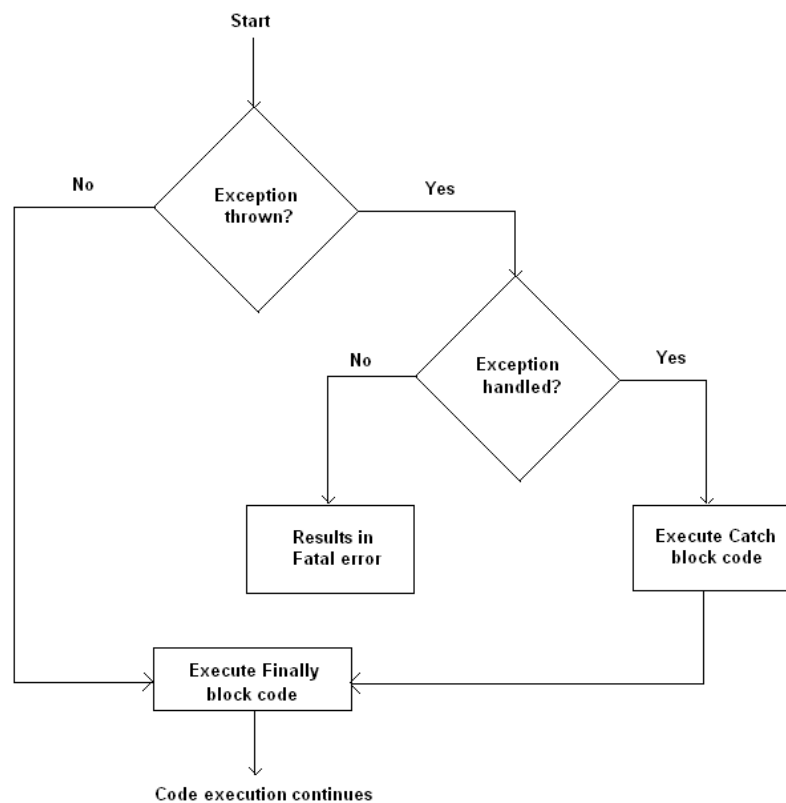 Start
No
Exception
thrown?
Yes
No
Exception
handled?
Yes
Results in
Fatal error
Execute Catch
block code
Execute Finally
block code
Code execution continues